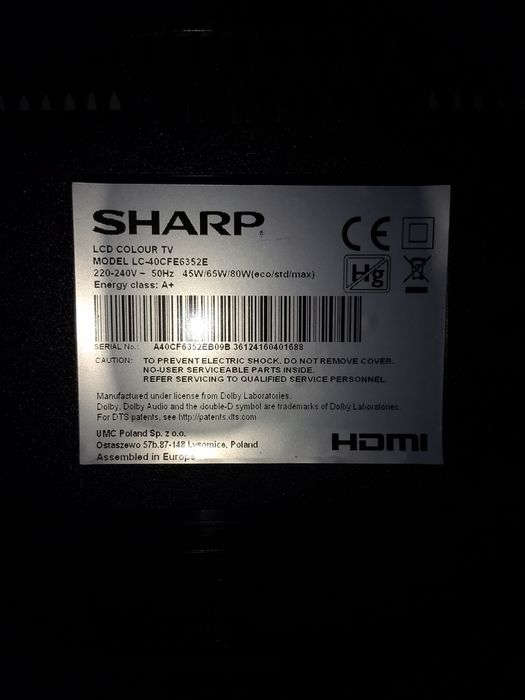 SHARP
LCD COLOUR TV
MODEL LC-40CFE6352E
220-240V ~ 50Hz 45W/65W/80W(eco/std/max)
Energy class: A+
Hg
SERIAL No.: A40CF6352EB09B 36124160401688
CAUTION: TO PREVENT ELECTRIC SHOCK. DO NOT REMOVE COVER.
NO-USER SERVICEABLE PARTS INSIDE.
REFER SERVICING TO QUALIFIED SERVICE PERSONNEL.
Manufactured under license from Dolby Laboratories.
Dolby, Dolby Audio and the double-D symbol are trademarks of Dolby Laboratories.
For DTS patents, see http://patents.dts.com
UMC Poland Sp. z o.o.
Ostaszewo 57b,87-148 Łysomice, Poland
Assembled in Europe
CE
HDMI